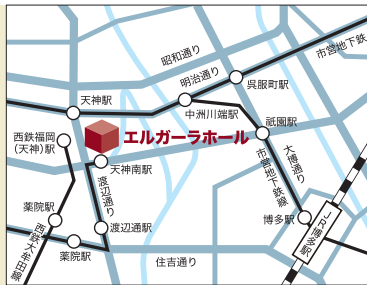 昭和通り
市営地下鉄
明治通り
呉服町駅
天神駅
中洲川端駅
祇園駅
西鉄福岡
(天神)駅
エルガーラホール
天神南駅
大博通り
市営地下鉄線
渡辺通り
薬院駅
渡辺通駅
博多駅
JR博多駅
西鉄大牟田線
薬院駅
住吉通り